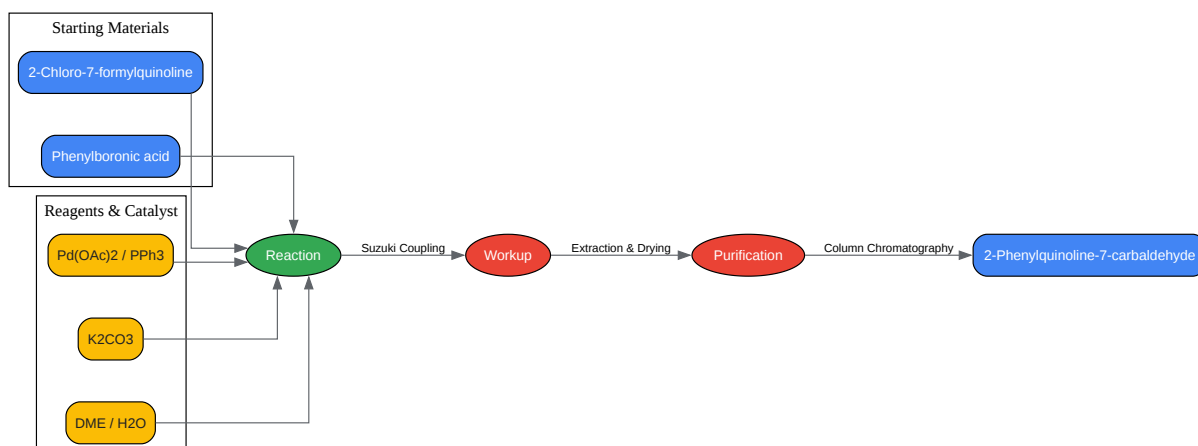 Starting Materials
2-Chloro-7-formylquinoline
Phenylboronic acid
Reagents & Catalyst
Pd(OAc)2 / PPh3
K2CO3
DME / H2O
Reaction
Suzuki Coupling
Workup
Extraction & Drying
Purification
Column Chromatography
2-Phenylquinoline-7-carbaldehyde